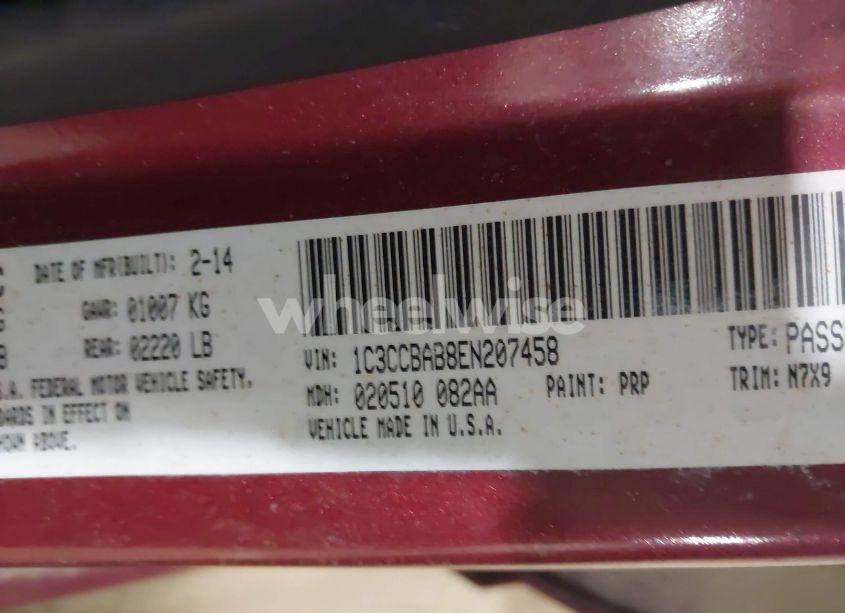 DATE OF MFR(BUILT): 2-14
GAWR: 01007 KG
REAR: 02220 LB
.A. FEDERAL MOTOR VEHICLE SAFETY,
DARDS IN EFFECT ON
HOWN ABOVE.
wheelwise
VIN: 1C3CCBAB8EN207458
TYPE: PASS
MDH: 020510 082AA PAINT: PRP
TRIM: N7X9
VEHICLE MADE IN U.S.A.